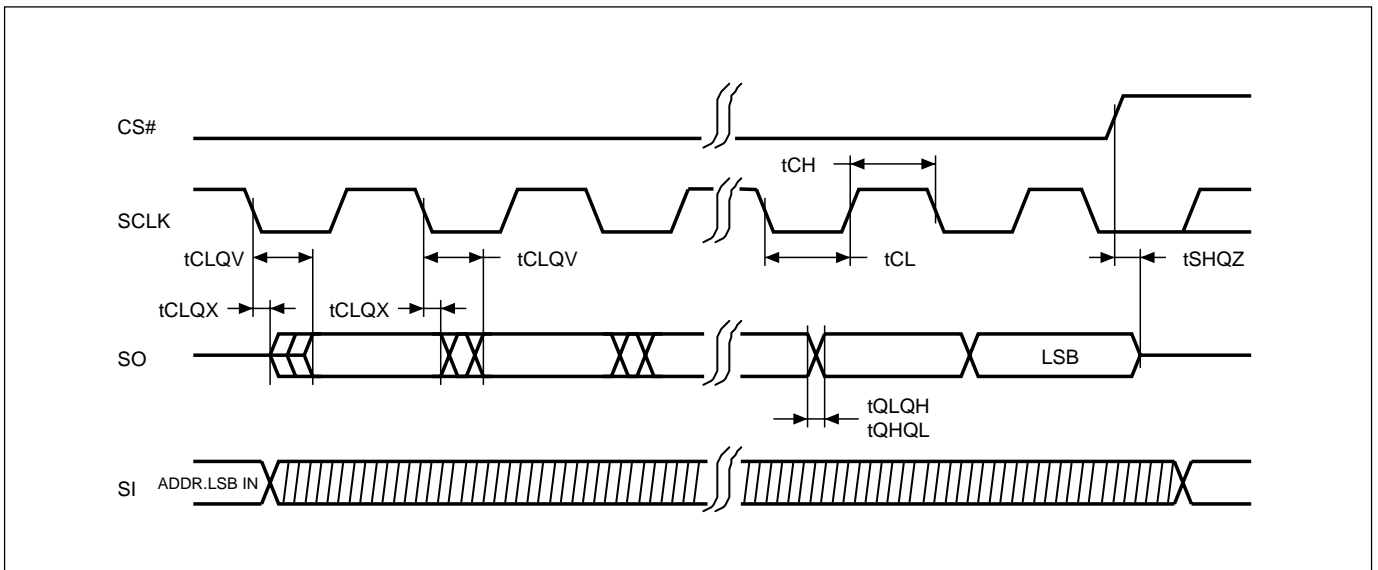 CS#
tCH
SCLK
tCLQV
tCLQV
tCL
tSHQZ
tCLQX
tCLQX
SO
LSB
tQLQH
tQHQL
SI
ADDR.LSB IN